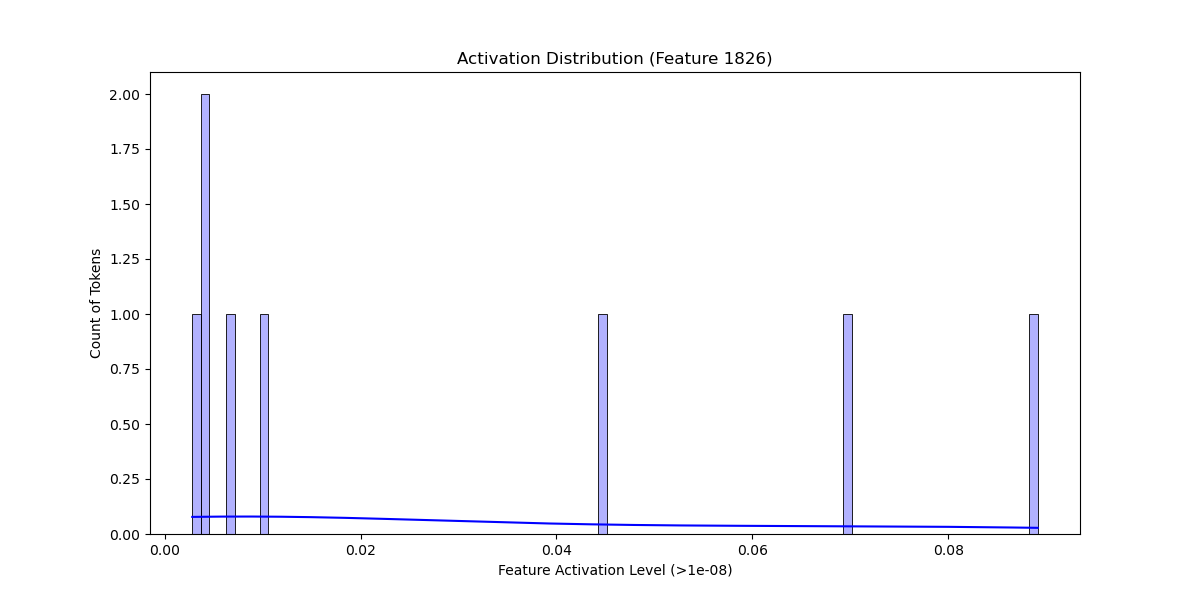 Activation Distribution (Feature 1826)
2.00
1.75
1.50
1.25
1.00
0.75
0.50
0.25
0.00
Count of Tokens
0.00 0.02 0.04 0.06 0.08
Feature Activation Level (>1e-08)